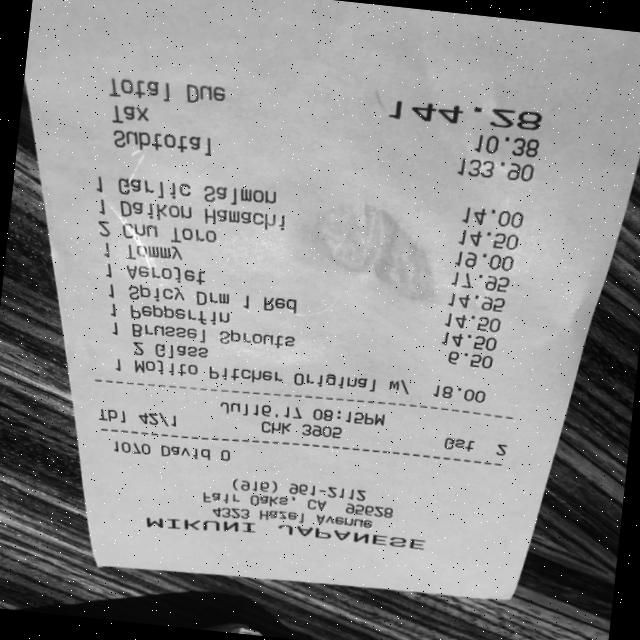 MIKUNI JAPANESE
4323 Hazel Avenue
Fair Oaks, CA 95628
(916) 961-2112
1070 David O
Tbl 42/1 Chk 3905 Gst 2
Jul16'17 08:15PM
1 Mojito Pitcher Original w/ 18.00
2 Glass
1 Brussel Sprouts 6.50
1 Pepperfin 14.50
1 Spicy Drm 1 Red 14.50
1 Aerojet 14.95
1 Tommy 17.95
2 Chu Toro 19.00
1 Daikon Hamachi 14.50
1 Garlic Salmon 14.00
Subtotal 133.90
Tax 10.38
Total Due 144.28